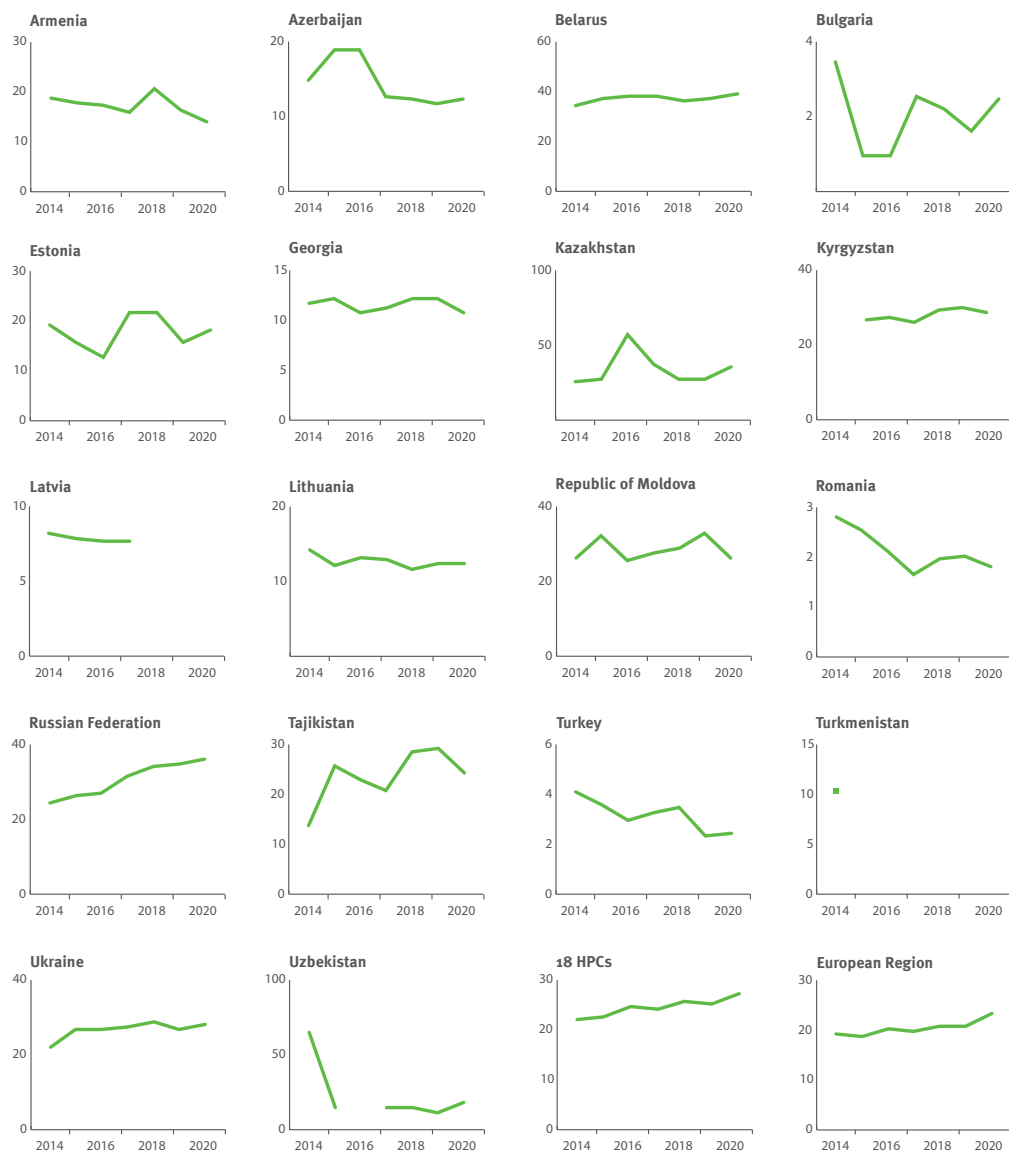 Armenia
30
20
10
0
2014 2016 2018 2020
Azerbaijan
20
10
0
2014 2016 2018 2020
Belarus
60
40
20
0
2014 2016 2018 2020
Bulgaria
4
2
2014 2016 2018 2020
Estonia
30
20
10
0
2014 2016 2018 2020
Georgia
15
10
5
0
2014 2016 2018 2020
Kazakhstan
100
50
2014 2016 2018 2020
Kyrgyzstan
40
20
0
2014 2016 2018 2020
Latvia
10
5
0
2014 2016 2018 2020
Lithuania
20
10
2014 2016 2018 2020
Republic of Moldova
40
20
0
2014 2016 2018 2020
Romania
3
2
1
0
2014 2016 2018 2020
Russian Federation
40
20
0
2014 2016 2018 2020
Tajikistan
30
20
10
0
2014 2016 2018 2020
Turkey
6
4
2
0
2014 2016 2018 2020
Turkmenistan
15
10
5
0
2014 2016 2018 2020
Ukraine
40
20
0
2014 2016 2018 2020
Uzbekistan
100
50
0
2014 2016 2018 2020
18 HPCs
30
20
10
0
2014 2016 2018 2020
European Region
30
20
10
0
2014 2016 2018 2020